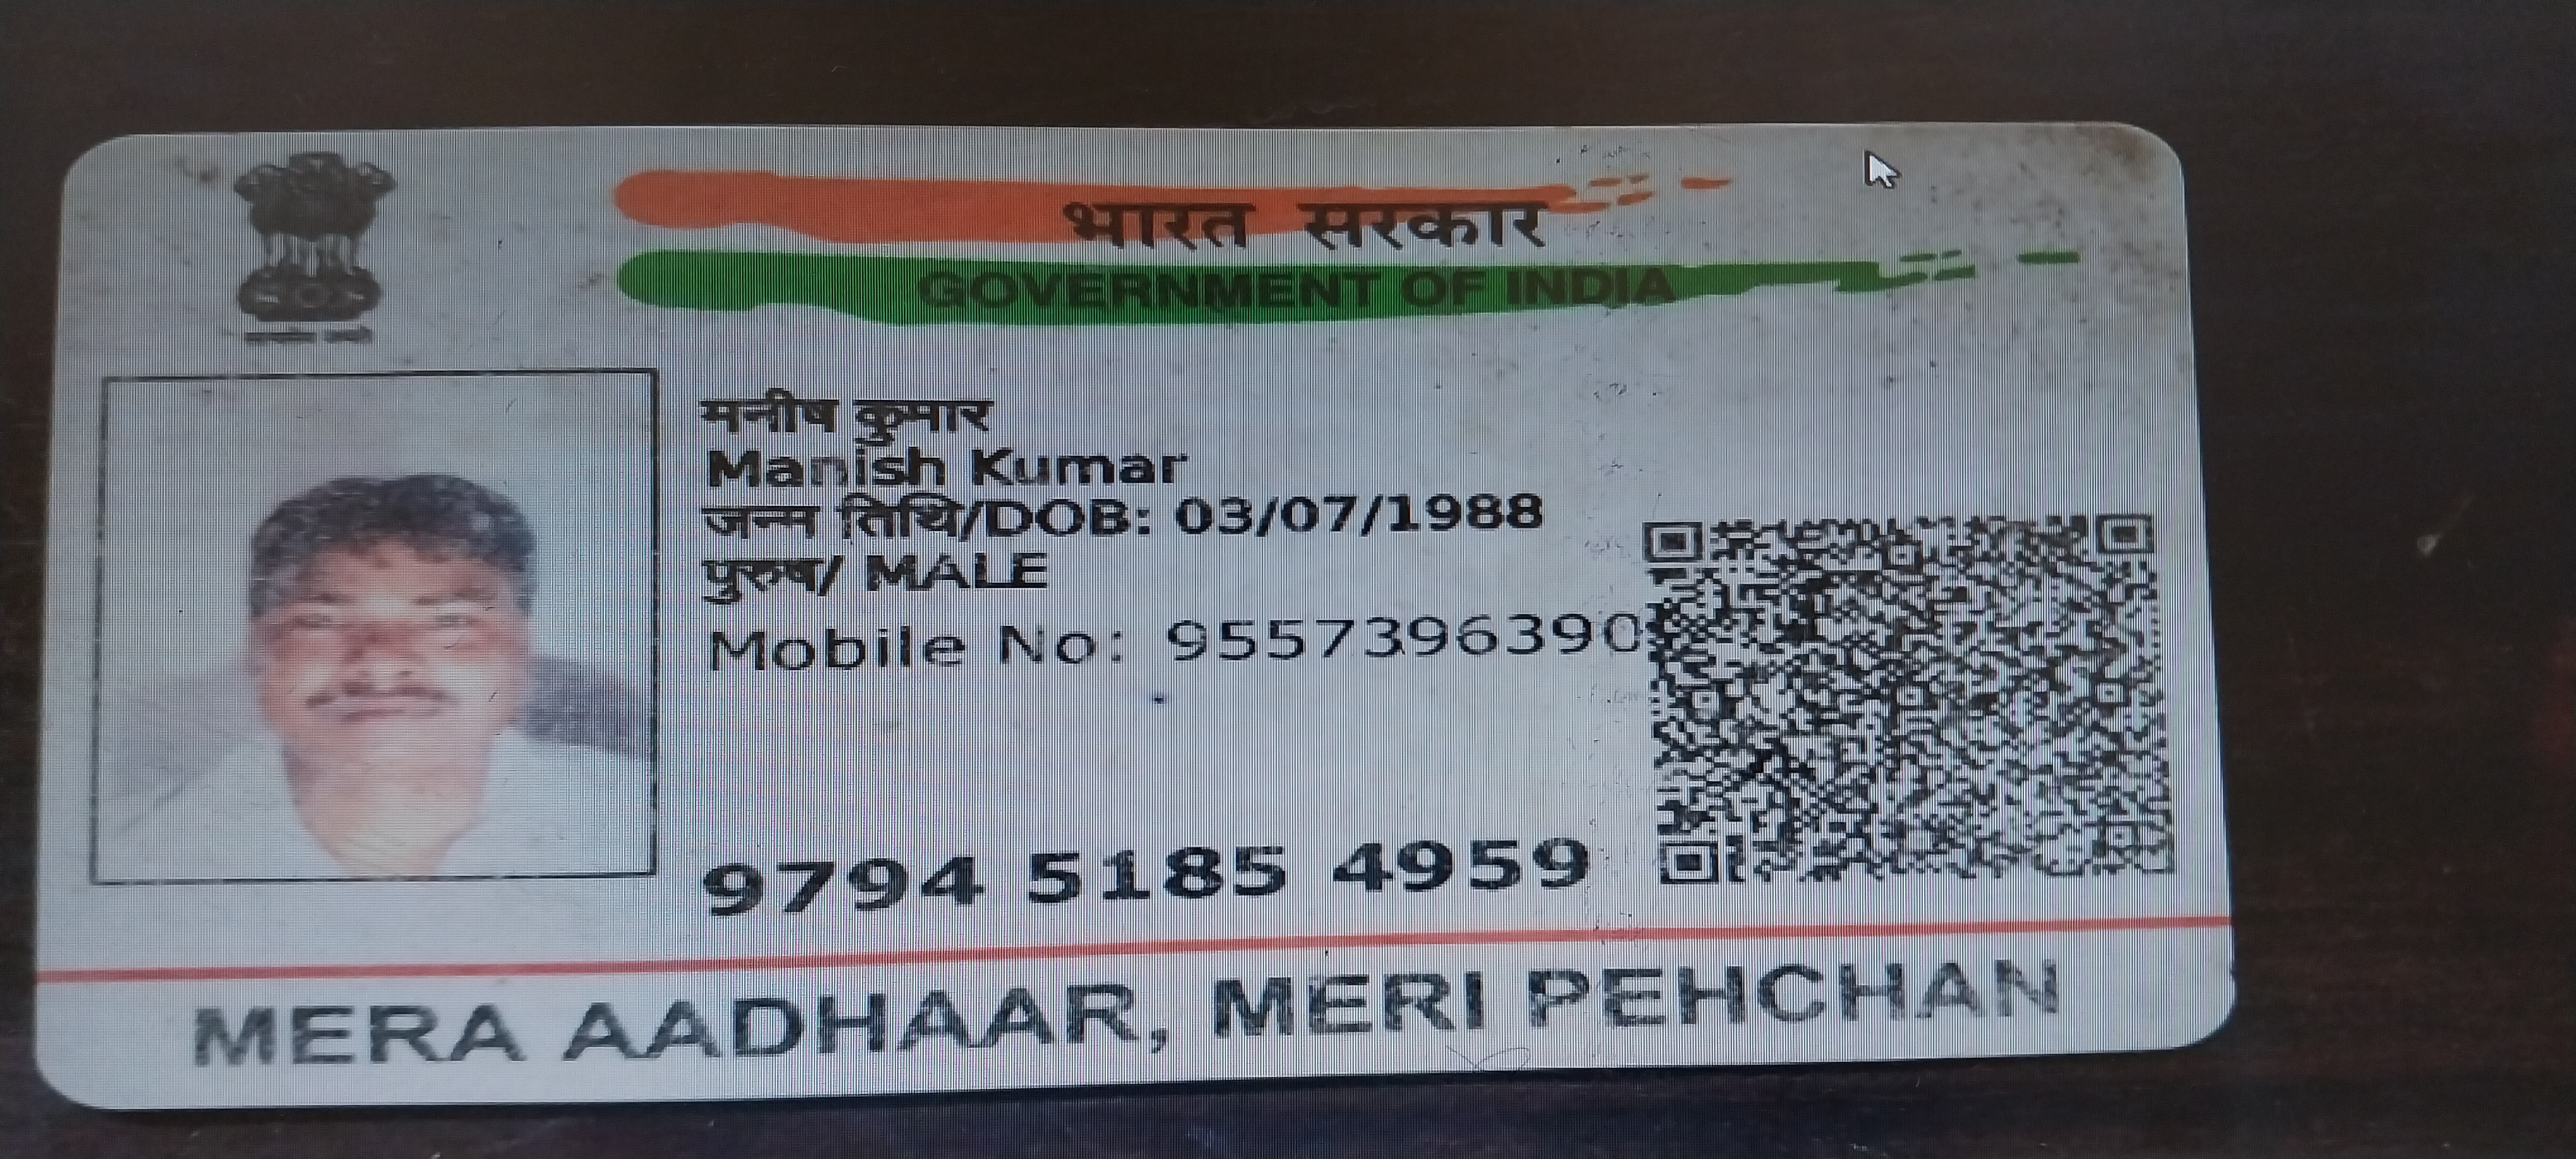 भारत सरकार
GOVERNMENT OF INDIA
मनीष कुमार
Manish Kumar
जन्म तिथि/DOB: 03/07/1988
पुरुष/ MALE
Mobile No: 9557396390
9794 5185 4959
MERA AADHAAR, MERI PEHCHAN